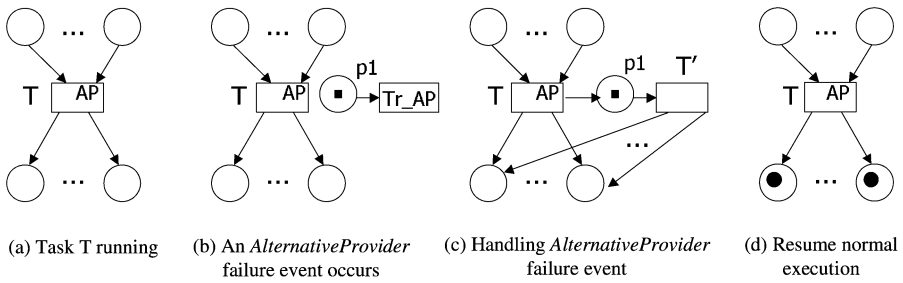 ... ... ... ...
p1 p1 T′
T AP T AP Tr_AP T AP T AP
...
... ... ... ...
(a) Task T running (b) An AlternativeProvider (c) Handling AlternativeProvider (d) Resume normal
failure event occurs failure event execution